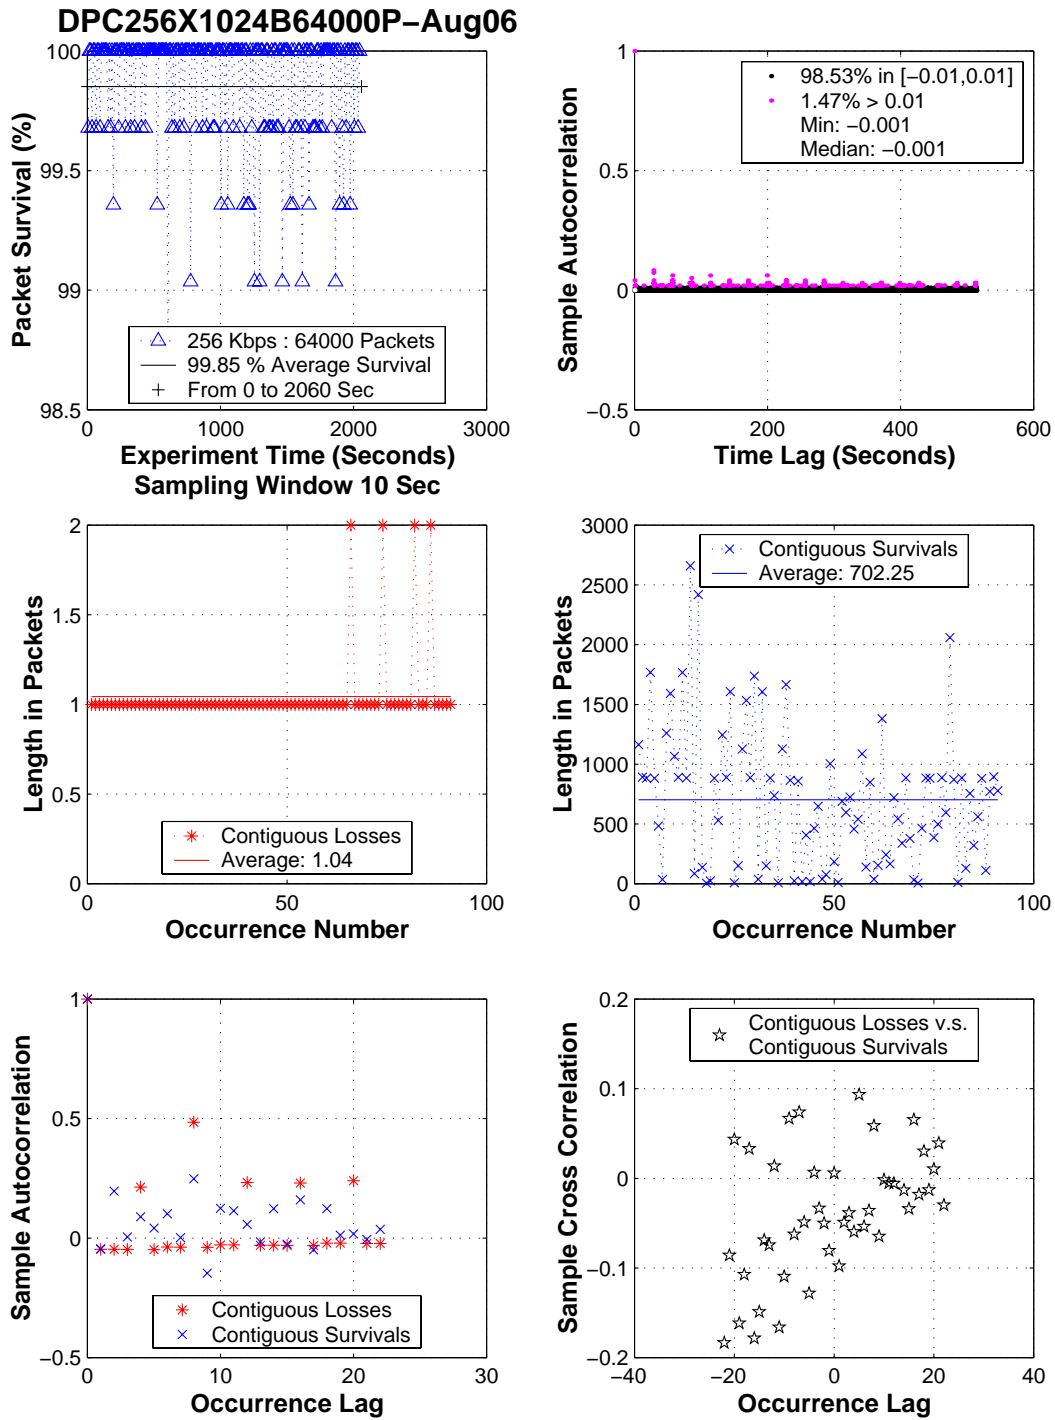 DPC256X1024B64000P−Aug06
100
99.5
99
98.5
Packet Survival (%)
256 Kbps : 64000 Packets
99.85 % Average Survival
From 0 to 2060 Sec
0
1000
2000
3000
Experiment Time (Seconds)
Sampling Window 10 Sec
1
0.5
0
−0.5
Sample Autocorrelation
98.53% in [−0.01,0.01]
1.47% > 0.01
Min: −0.001
Median: −0.001
0
200
400
600
Time Lag (Seconds)
2
1.5
1
0.5
0
Length in Packets
Contiguous Losses
Average: 1.04
0
50
100
Occurrence Number
3000
2500
2000
1500
1000
500
0
Length in Packets
Contiguous Survivals
Average: 702.25
0
50
100
Occurrence Number
1
0.5
0
−0.5
Sample Autocorrelation
Contiguous Losses
Contiguous Survivals
0
10
20
30
Occurrence Lag
0.2
0.1
0
−0.1
−0.2
Sample Cross Correlation
Contiguous Losses v.s.
Contiguous Survivals
−40
−20
0
20
40
Occurrence Lag